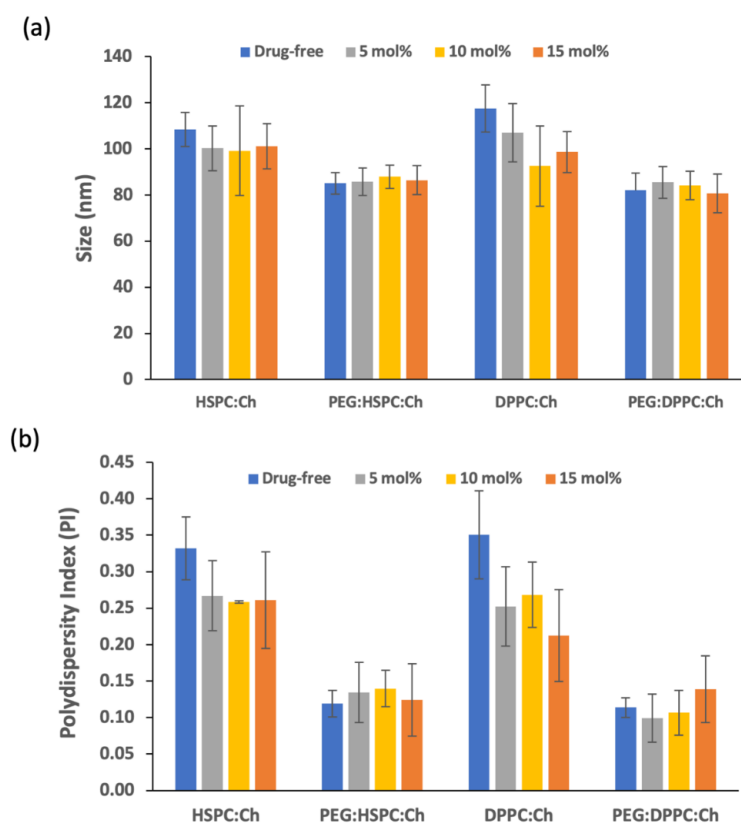 (a)
140
Drug-free 5 mol% 10 mol% 15 mol%
120
100
80
60
40
20
0
Size (nm)
HSPC:Ch PEG:HSPC:Ch DPPC:Ch PEG:DPPC:Ch
(b)
0.45
Drug-free 5 mol% 10 mol% 15 mol%
0.40
0.35
0.30
0.25
0.20
0.15
0.10
0.05
0.00
Polydispersity Index (PI)
HSPC:Ch PEG:HSPC:Ch DPPC:Ch PEG:DPPC:Ch